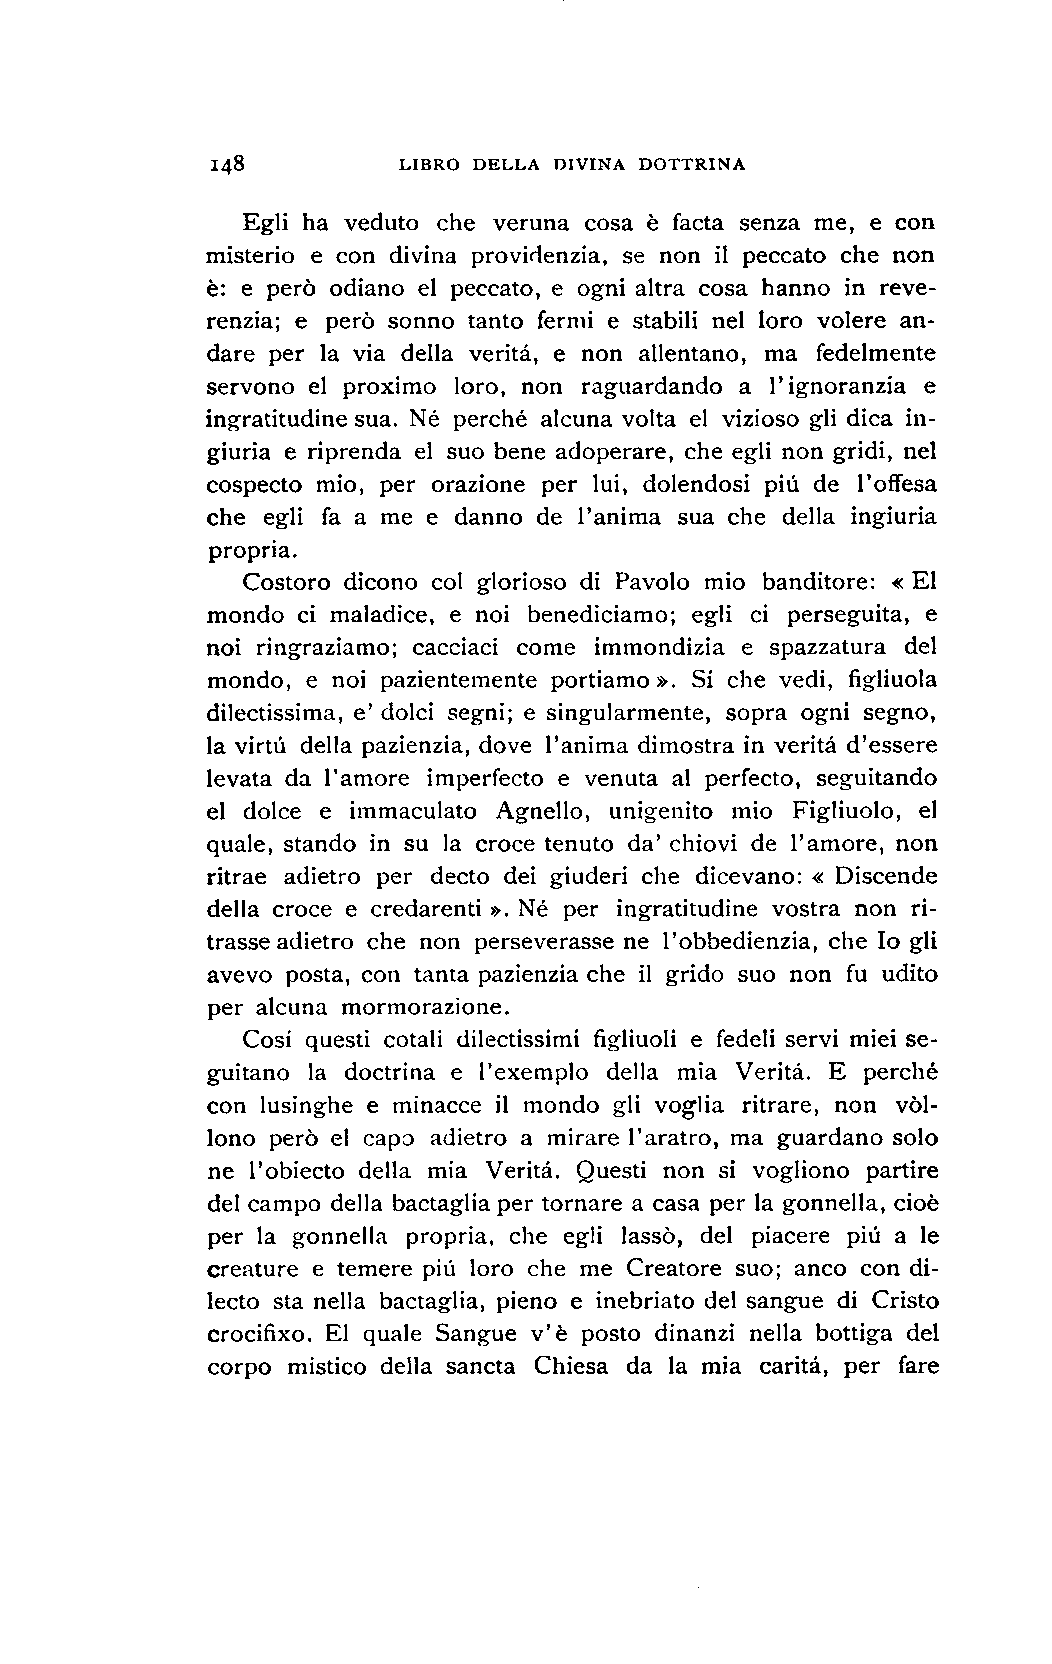 148 LIBRO DELLA DIVINA DOTTRINA
Egli ha veduto che veruna cosa è facta senza me, e con
misterio e con divina providenzia, se non il peccato che non
è: e però odiano el peccato, e ogni altra cosa hanno in reve-
renzia; e però sonno tanto fermi e stabili nel loro volere an-
dare per la via della veritá, e non allentano, ma fedelmente
servono el proximo loro, non raguardando a l'ignoranzia e
ingratitudine sua. Né perché alcuna volta el vizioso gli dica in-
giuria e riprenda el suo bene adoperare, che egli non gridi, nel
cospecto mio, per orazione per lui, dolendosi piú de l'offesa
che egli fa a me e danno de l'anima sua che della ingiuria
propria.
Costoro dicono col glorioso di Pavolo mio banditore: « El
mondo ci maladice, e noi benediciamo; egli ci perseguita, e
noi ringraziamo; cacciaci come immondizia e spazzatura del
mondo, e noi pazientemente portiamo ». Sí che vedi, figliuola
dilectissima, e' dolci segni; e singularmente, sopra ogni segno,
la virtú della pazienzia, dove l'anima dimostra in veritá d'essere
levata da l'amore imperfecto e venuta al perfecto, seguitando
el dolce e immaculato Agnello, unigenito mio Figliuolo, el
quale, stando in su la croce tenuto da' chiovi de l'amore, non
ritrae adietro per decto dei giuderi che dicevano: « Discende
della croce e credarenti ». Né per ingratitudine vostra non ri-
trasse adietro che non perseverasse ne l'obbedienzia, che Io gli
avevo posta, con tanta pazienzia che il grido suo non fu udito
per alcuna mormorazione.
Cosí questi cotali dilectissimi figliuoli e fedeli servi miei se-
guitano la doctrina e l'exemplo della mia Veritá. E perché
con lusinghe e minacce il mondo gli voglia ritrare, non vòl-
lono però el capo adietro a mirare l'aratro, ma guardano solo
ne l'obiecto della mia Veritá. Questi non si vogliono partire
del campo della bactaglia per tornare a casa per la gonnella, cioè
per la gonnella propria, che egli lassò, del piacere piú a le
creature e temere piú loro che me Creatore suo; anco con di-
lecto sta nella bactaglia, pieno e inebriato del sangue di Cristo
crocifixo. El quale Sangue v'è posto dinanzi nella bottiga del
corpo mistico della sancta Chiesa da la mia caritá, per fare